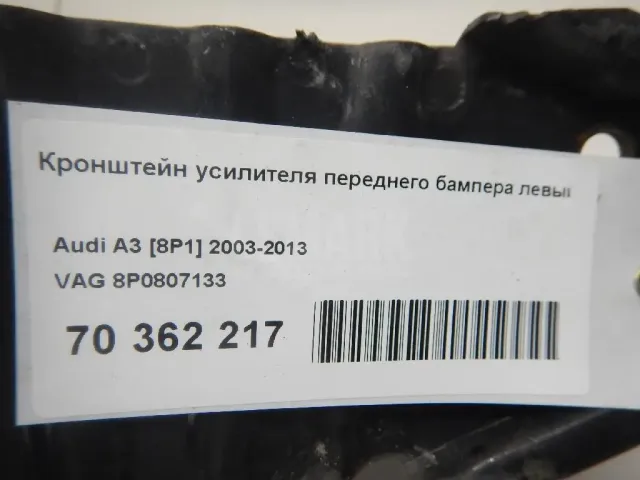 Кронштейн усилителя переднего бампера левы
Audi A3 [8P1] 2003-2013
VAG 8P0807133
70 362 217